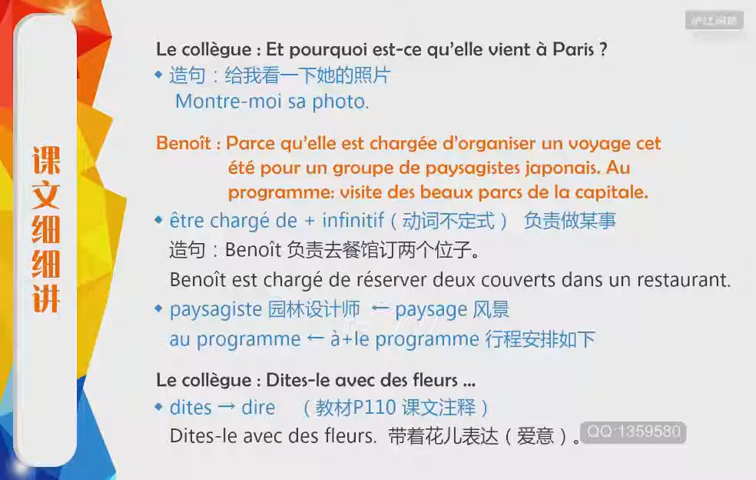 沪江网校
Le collègue : Et pourquoi est-ce qu'elle vient à Paris ?
◆ 造句：给我看一下她的照片
Montre-moi sa photo.
Benoît : Parce qu'elle est chargée d'organiser un voyage cet
été pour un groupe de paysagistes japonais. Au
programme: visite des beaux parcs de la capitale.
◆ être chargé de + infinitif（动词不定式） 负责做某事
造句：Benoît 负责去餐馆订两个位子。
Benoît est chargé de réserver deux couverts dans un restaurant.
◆ paysagiste 园林设计师 ← paysage 风景
au programme ← à+le programme 行程安排如下
Le collègue : Dites-le avec des fleurs ...
◆ dites → dire （教材P110 课文注释）
Dites-le avec des fleurs. 带着花儿表达（爱意）。
QQ:1359580
课文细细讲